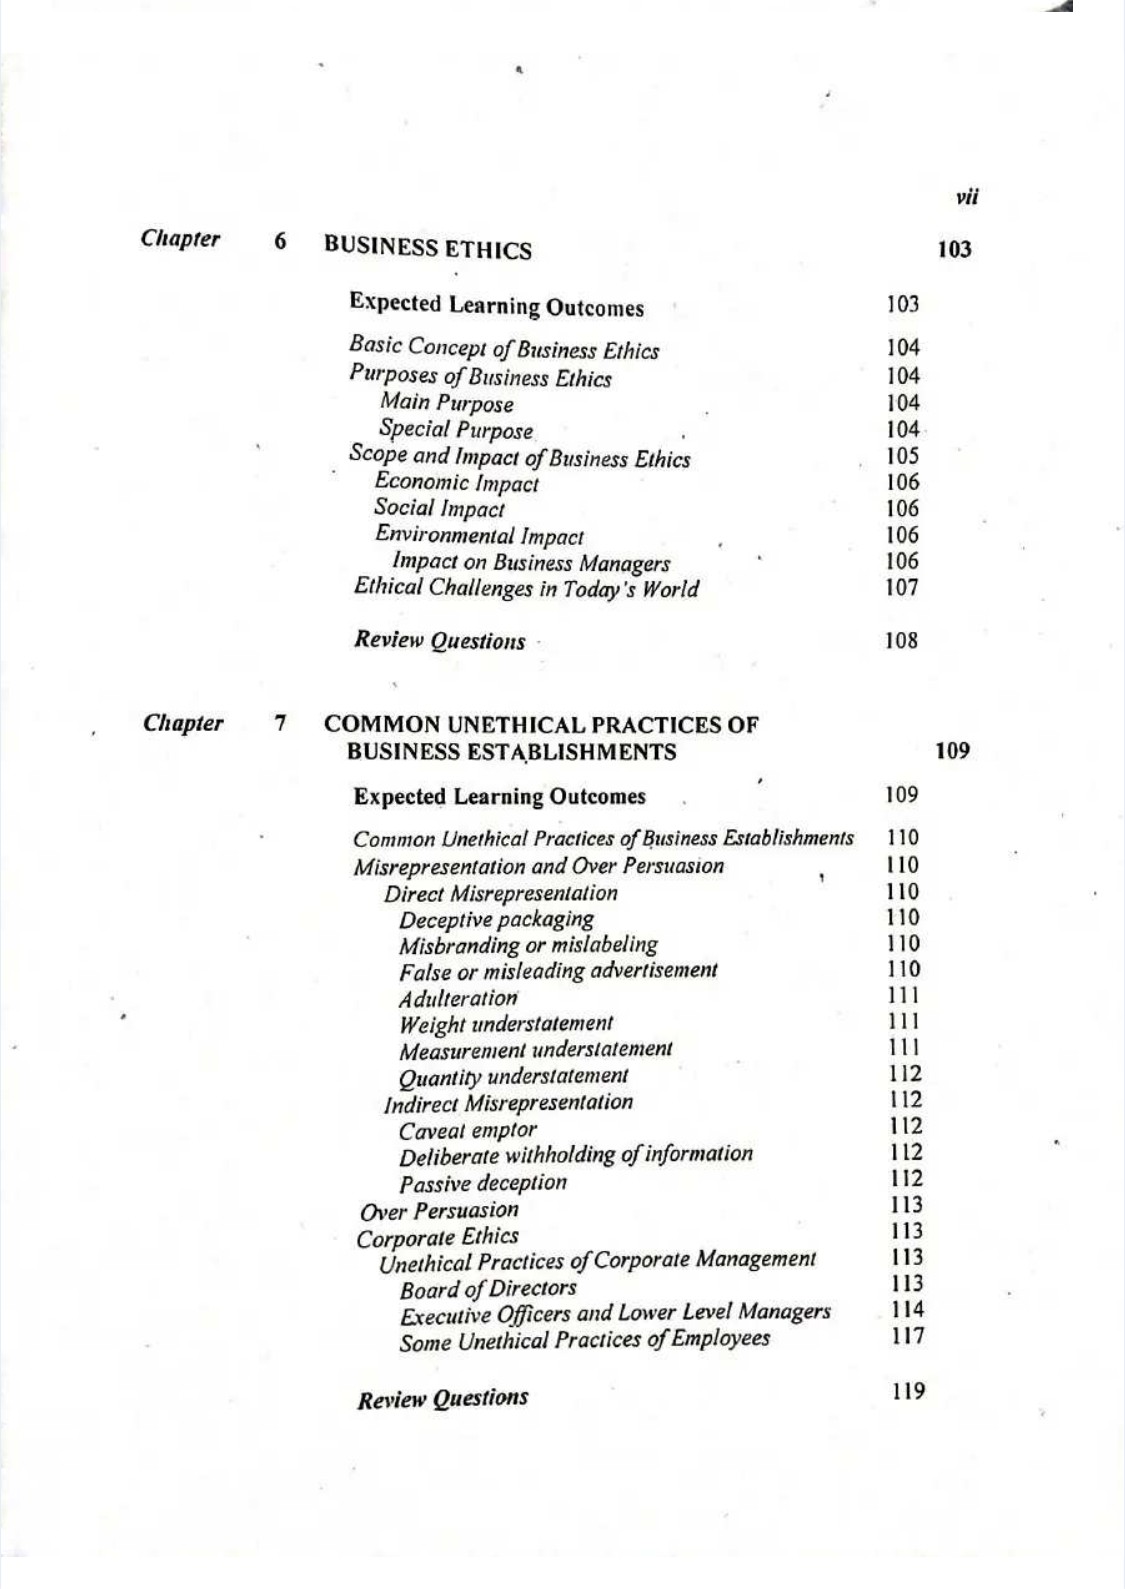 vii
Chapter 6 BUSINESS ETHICS 103
Expected Learning Outcomes 103
Basic Concept of Business Ethics 104
Purposes of Business Ethics 104
Main Purpose 104
Special Purpose 104
Scope and Impact of Business Ethics 105
Economic Impact 106
Social Impact 106
Environmental Impact 106
Impact on Business Managers 106
Ethical Challenges in Today's World 107
Review Questions 108
Chapter 7 COMMON UNETHICAL PRACTICES OF
BUSINESS ESTABLISHMENTS 109
Expected Learning Outcomes 109
Common Unethical Practices of Business Establishments 110
Misrepresentation and Over Persuasion 110
Direct Misrepresentation 110
Deceptive packaging 110
Misbranding or mislabeling 110
False or misleading advertisement 110
Adulteration 111
Weight understatement 111
Measurement understatement 111
Quantity understatement 112
Indirect Misrepresentation 112
Caveat emptor 112
Deliberate withholding of information 112
Passive deception 112
Over Persuasion 113
Corporate Ethics 113
Unethical Practices of Corporate Management 113
Board of Directors 113
Executive Officers and Lower Level Managers 114
Some Unethical Practices of Employees 117
Review Questions 119